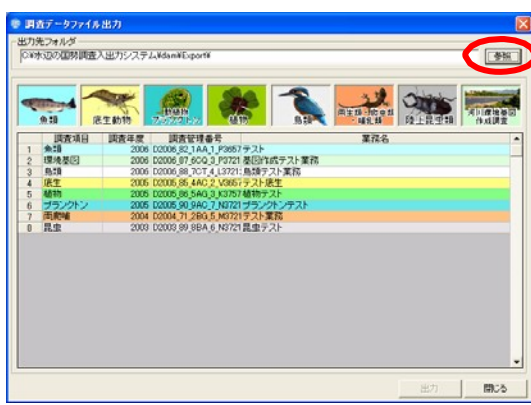 調査データファイル出力
出力先フォルダ
C:¥水辺の国勢調査入出力システム¥dam¥Export¥
参照
魚類
底生動物
動植物プランクトン
植物
鳥類
両生類・爬虫類・哺乳類
陸上昆虫類
河川環境基図作成調査
調査項目 調査年度 調査管理番号 業務名
1 魚類 2006 D2006_82_1AA_1_P3657 テスト
2 環境基図 2006 D2006_87_6CQ_3_P3721 基図作成テスト業務
3 鳥類 2006 D2006_88_7CT_4_L3721 鳥類テスト業務
4 底生 2005 D2005_85_4AC_2_V3657 テスト底生
5 植物 2005 D2005_86_5AG_3_K3757 植物テスト
6 プランクトン 2005 D2005_90_9AC_7_N3721 プランクトンテスト
7 両爬哺 2004 D2004_71_2BG_5_M3721 テスト業務
8 昆虫 2003 D2003_89_8BA_6_N3721 昆虫テスト
出力 閉じる